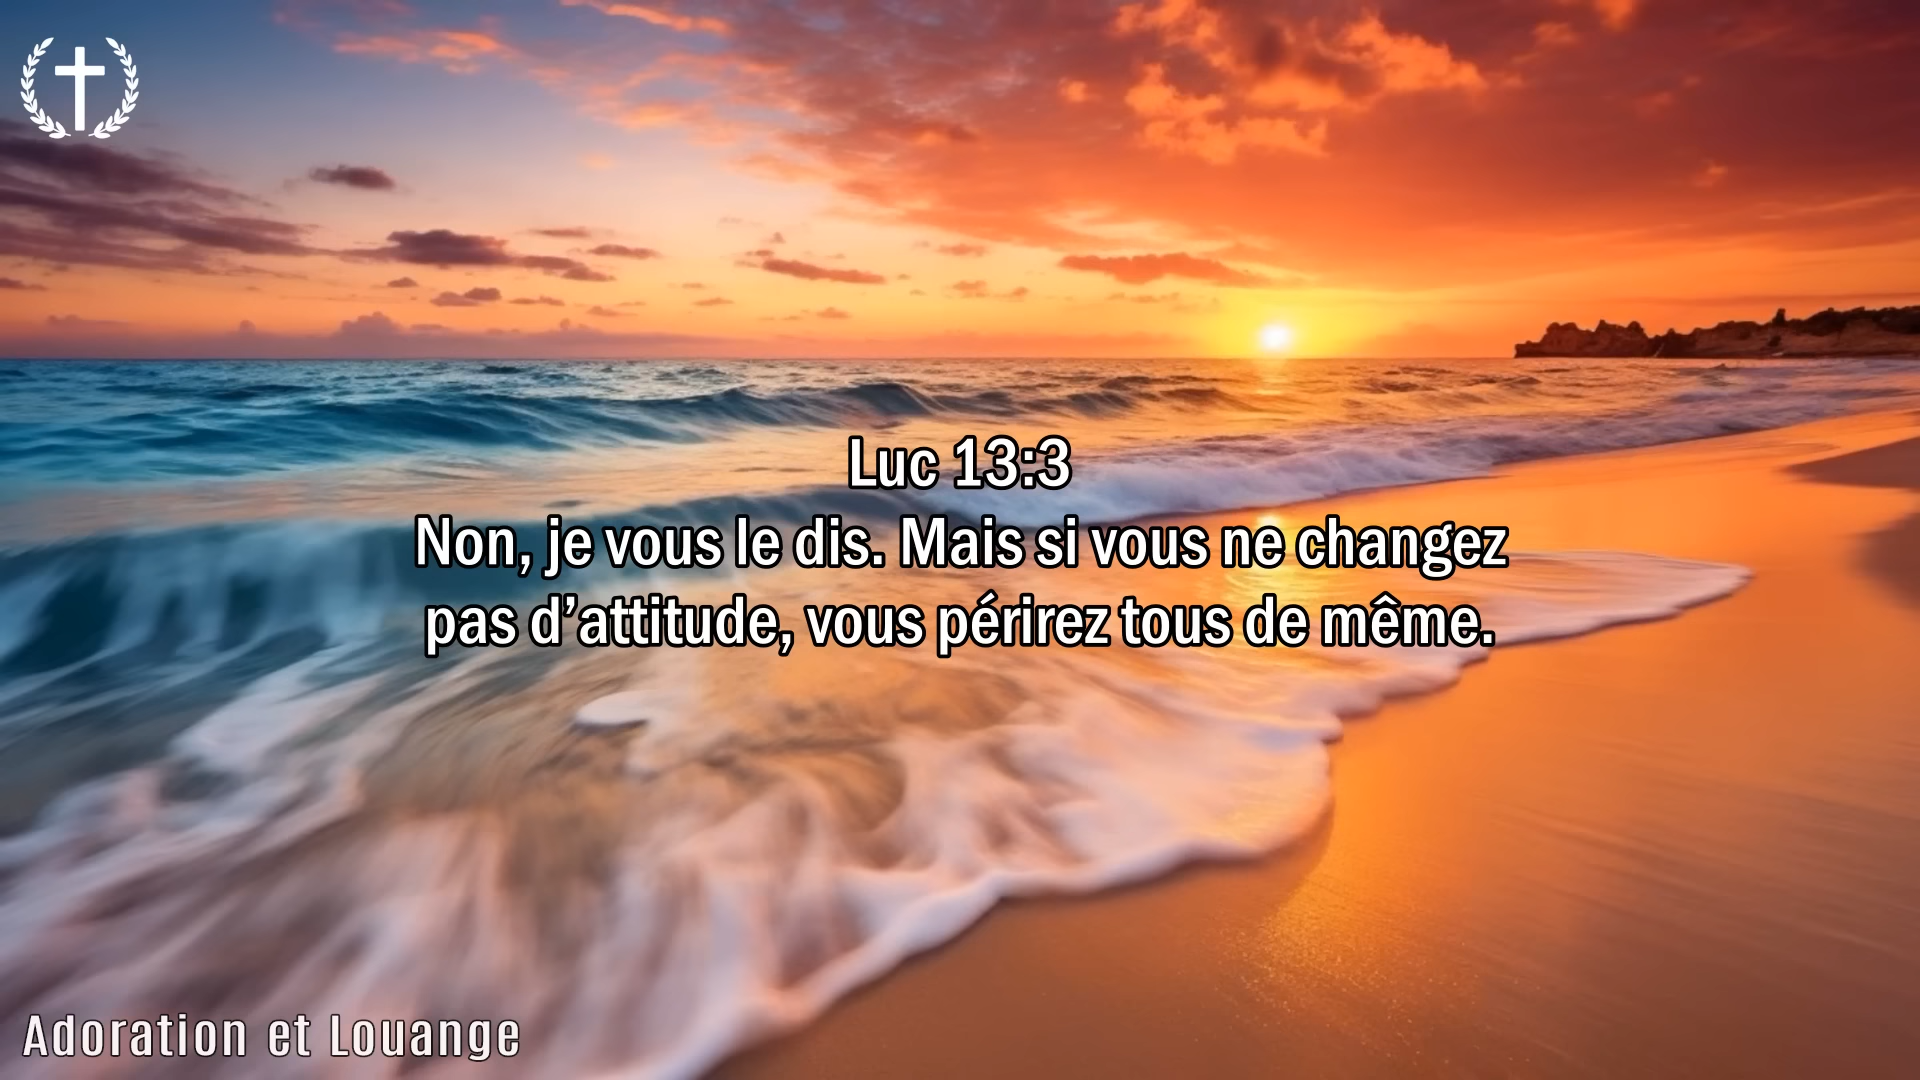 Luc 13:3
Non, je vous le dis. Mais si vous ne changez
pas d’attitude, vous périrez tous de même.
Adoration et Louange